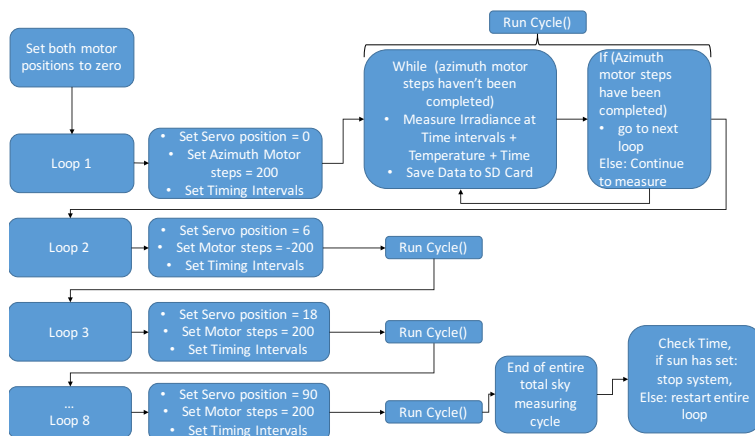 Run Cycle()
Set both motor
positions to zero
While (azimuth motor
steps haven't been
completed)
• Measure Irradiance at
Time intervals +
Temperature + Time
• Save Data to SD Card
If (Azimuth
motor steps
have been
completed)
• go to next
loop
Else: Continue
to measure
Loop 1
• Set Servo position = 0
• Set Azimuth Motor
steps = 200
• Set Timing Intervals
Loop 2
• Set Servo position = 6
• Set Motor steps = -200
• Set Timing Intervals
Run Cycle()
Loop 3
• Set Servo position = 18
• Set Motor steps = 200
• Set Timing Intervals
Run Cycle()
...
Loop 8
• Set Servo position = 90
• Set Motor steps = 200
• Set Timing Intervals
Run Cycle()
End of entire
total sky
measuring
cycle
Check Time,
if sun has set:
stop system,
Else: restart entire
loop